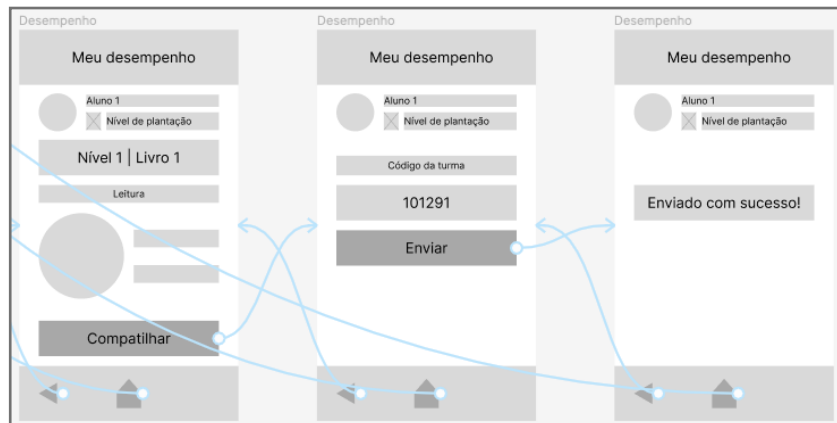 Desempenho
Meu desempenho
Aluno 1
Nível de plantação
Nível 1 | Livro 1
Leitura
Compatilhar
Desempenho
Meu desempenho
Aluno 1
Nível de plantação
Código da turma
101291
Enviar
Desempenho
Meu desempenho
Aluno 1
Nível de plantação
Enviado com sucesso!